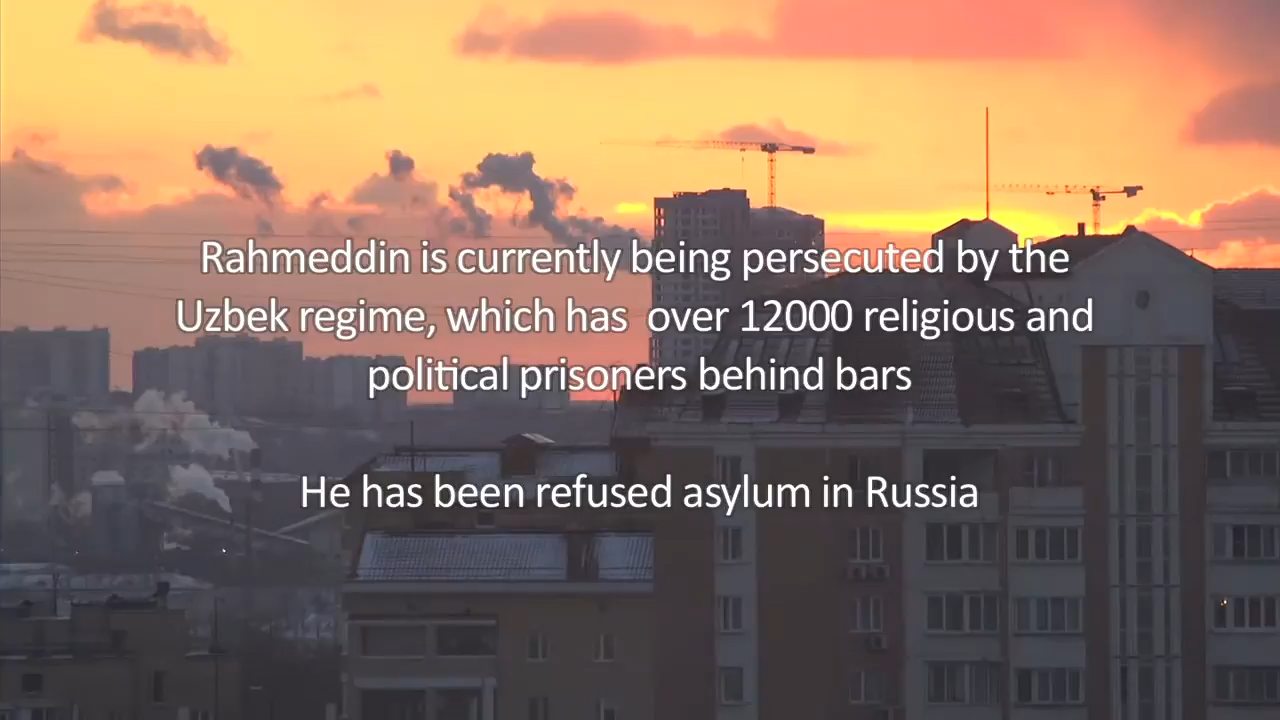 Rahmeddin is currently being persecuted by the
Uzbek regime, which has  over 12000 religious and
political prisoners behind bars
He has been refused asylum in Russia